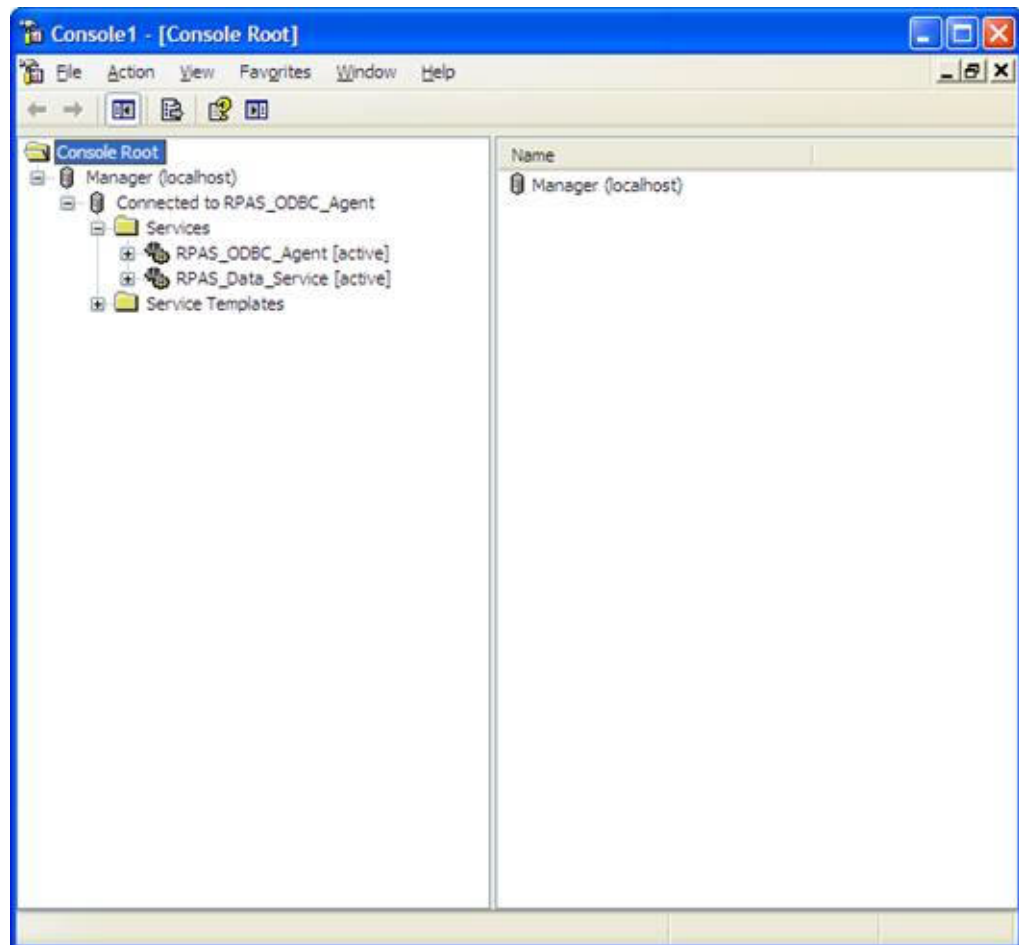 Console1 - [Console Root]
File Action View Favorites Window Help
Console Root
Manager (localhost)
Connected to RPAS_ODBC_Agent
Services
RPAS_ODBC_Agent [active]
RPAS_Data_Service [active]
Service Templates
Name
Manager (localhost)